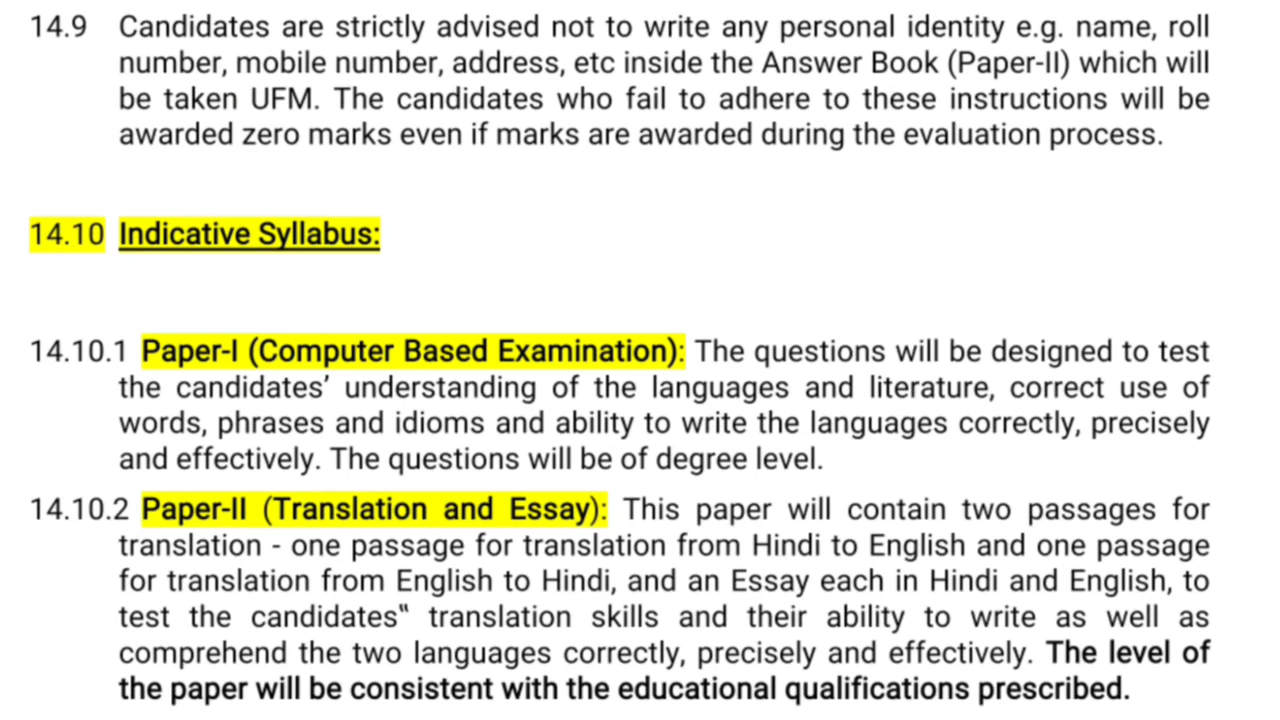 14.9 Candidates are strictly advised not to write any personal identity e.g. name, roll
number, mobile number, address, etc inside the Answer Book (Paper-II) which will
be taken UFM. The candidates who fail to adhere to these instructions will be
awarded zero marks even if marks are awarded during the evaluation process.
14.10 Indicative Syllabus:
14.10.1 Paper-I (Computer Based Examination): The questions will be designed to test
the candidates’ understanding of the languages and literature, correct use of
words, phrases and idioms and ability to write the languages correctly, precisely
and effectively. The questions will be of degree level.
14.10.2 Paper-II (Translation and Essay): This paper will contain two passages for
translation - one passage for translation from Hindi to English and one passage
for translation from English to Hindi, and an Essay each in Hindi and English, to
test the candidates‟ translation skills and their ability to write as well as
comprehend the two languages correctly, precisely and effectively. The level of
the paper will be consistent with the educational qualifications prescribed.